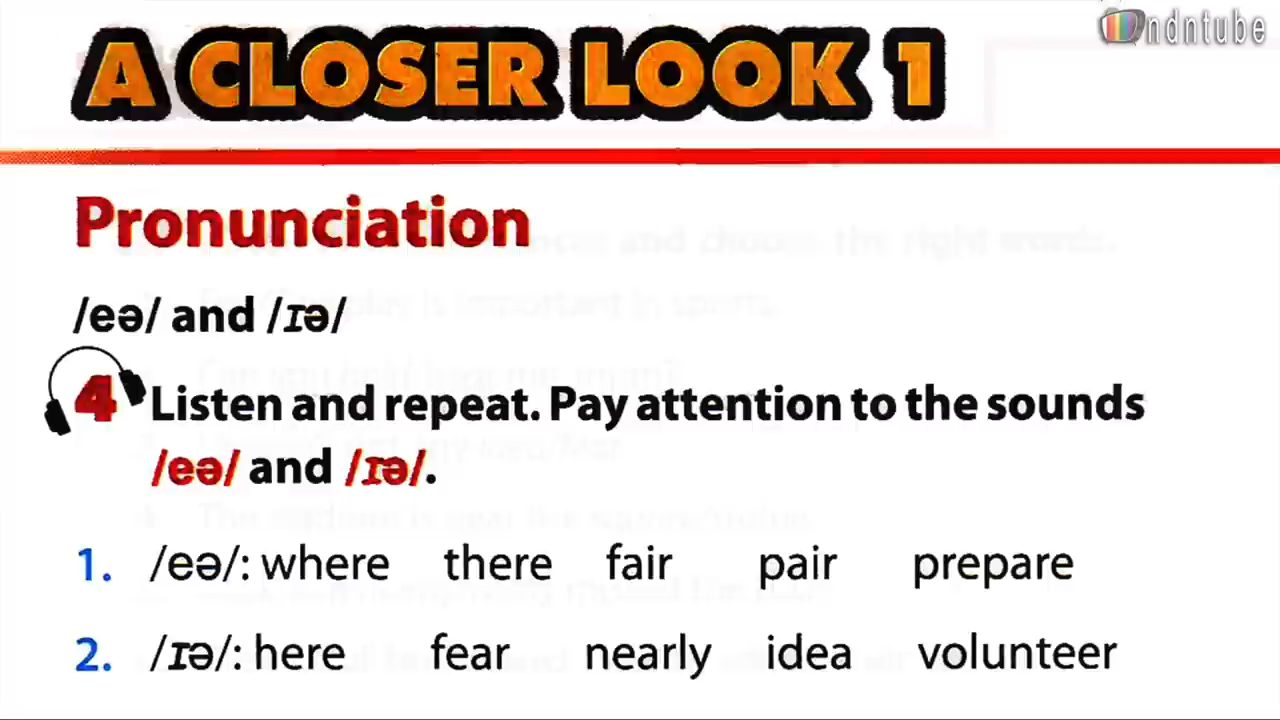 ndntube
A CLOSER LOOK 1
Pronunciation
/eə/ and /ɪə/
4 Listen and repeat. Pay attention to the sounds
/eə/ and /ɪə/.
1. /eə/: where there fair pair prepare
2. /ɪə/: here fear nearly idea volunteer